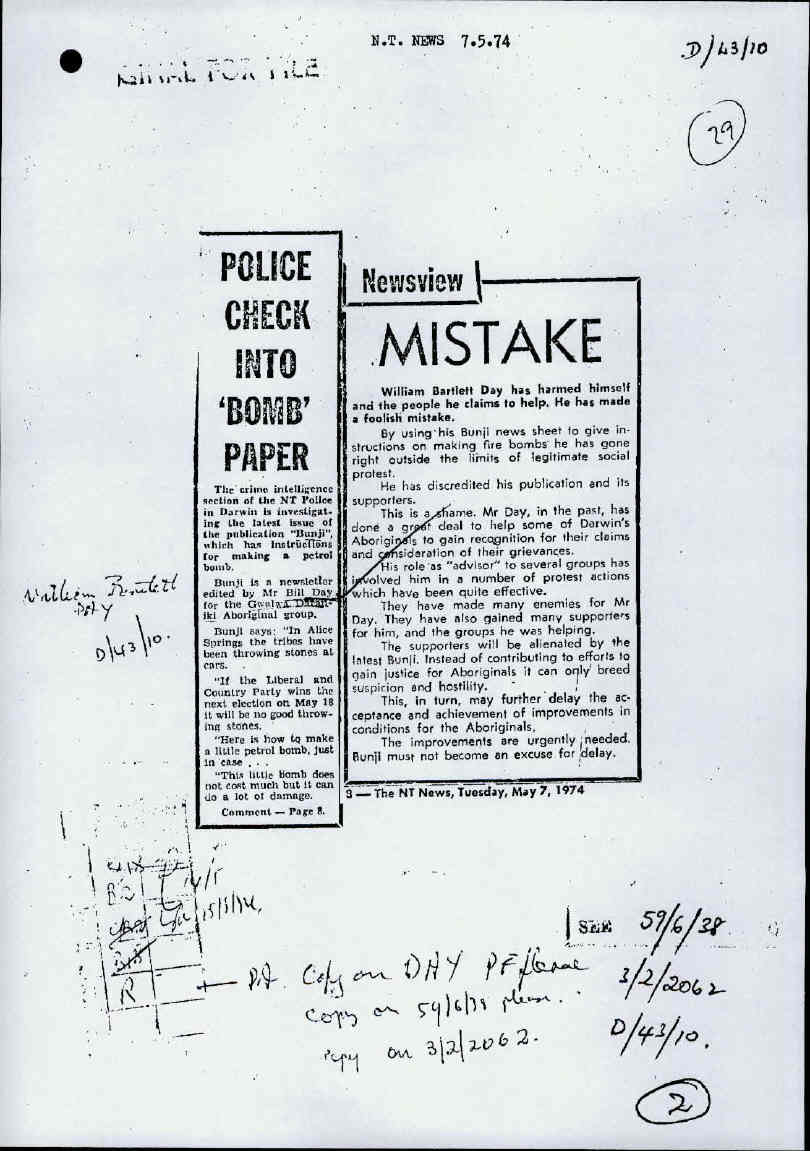 N.T. NEWS 7.5.74
D/43/10
FOR FILE
29
POLICE
CHECK
INTO
'BOMB'
PAPER
The crime intelligence
section of the NT Police
in Darwin is investigat-
ing the latest issue of
the publication "Bunji",
which has instructions
for making a petrol
bomb.
Bunji is a newsletter
edited by Mr Bill Day
for the Gwalwa Daran-
iki Aboriginal group.
Bunji says: "In Alice
Springs the tribes have
been throwing stones at
cars.
"If the Liberal and
Country Party wins the
next election on May 18
it will be no good throw-
ing stones.
"Here is how to make
a little petrol bomb, just
in case . . .
"This little bomb does
not cost much but it can
do a lot of damage.
Comment — Page 8.
Newsview
MISTAKE
William Bartlett Day has harmed himself
and the people he claims to help. He has made
a foolish mistake.
By using his Bunji news sheet to give in-
structions on making fire bombs he has gone
right outside the limits of legitimate social
protest.
He has discredited his publication and its
supporters.
This is a shame. Mr Day, in the past, has
done a great deal to help some of Darwin's
Aboriginals to gain recognition for their claims
and consideration of their grievances.
His role as "advisor" to several groups has
involved him in a number of protest actions
which have been quite effective.
They have made many enemies for Mr
Day. They have also gained many supporters
for him, and the groups he was helping.
The supporters will be alienated by the
latest Bunji. Instead of contributing to efforts to
gain justice for Aboriginals it can only breed
suspicion and hostility.
This, in turn, may further delay the ac-
ceptance and achievement of improvements in
conditions for the Aboriginals.
The improvements are urgently needed.
Bunji must not become an excuse for delay.
8 — The NT News, Tuesday, May 7, 1974
William Bartlett
DAY
D/43/10.
R
Copy on DAY PF please
copy on 59/6/38 please.
copy on 3/2/2062.
SEE 59/6/38
3/2/2062
D/43/10.
2